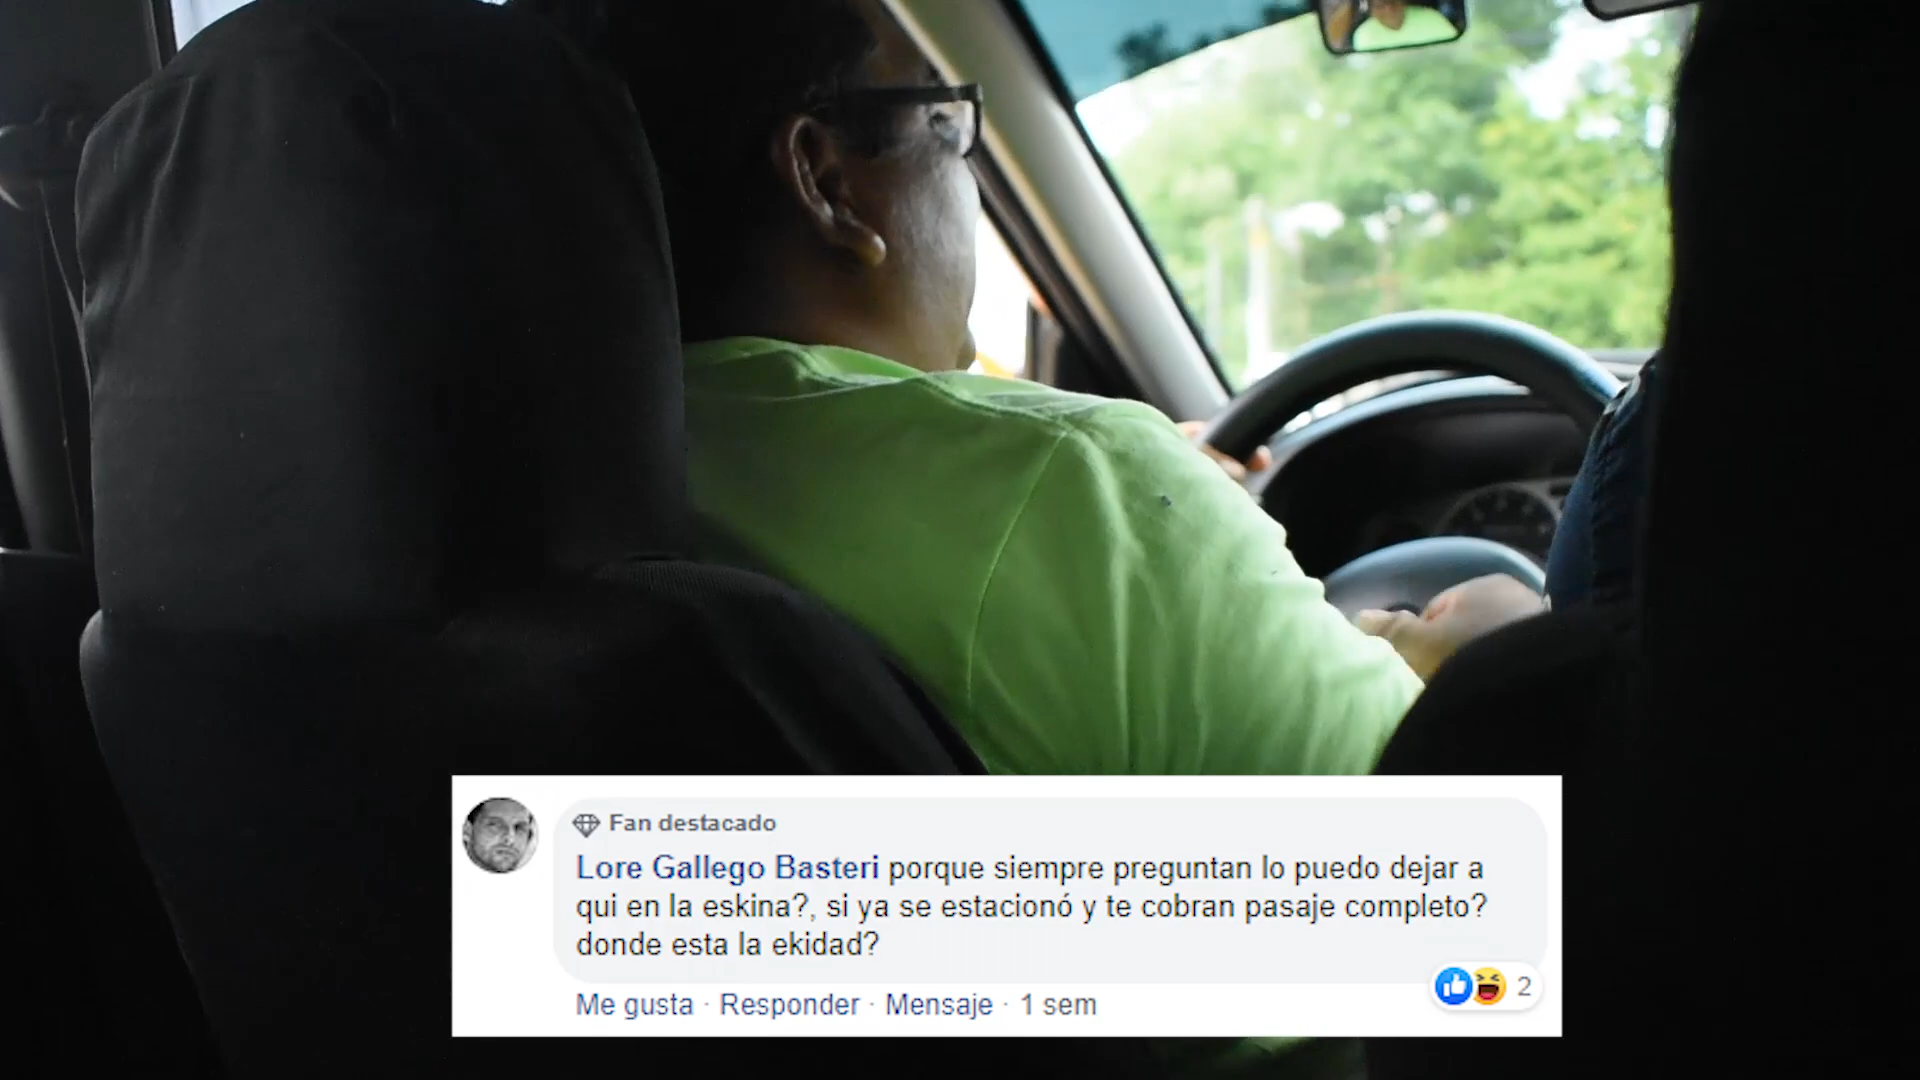 Fan destacado
Lore Gallego Basteri porque siempre preguntan lo puedo dejar a
qui en la eskina?, si ya se estacionó y te cobran pasaje completo?
donde esta la ekidad?
2
Me gusta · Responder · Mensaje · 1 sem